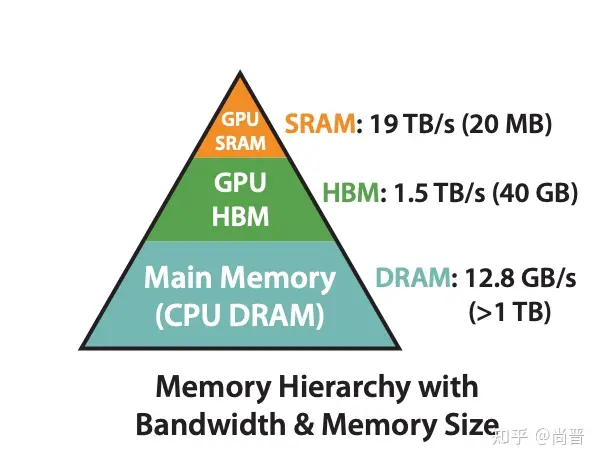 GPU
SRAM
SRAM: 19 TB/s (20 MB)
GPU
HBM
HBM: 1.5 TB/s (40 GB)
Main Memory
(CPU DRAM)
DRAM: 12.8 GB/s
(>1 TB)
Memory Hierarchy with
Bandwidth & Memory Size
知乎 @尚晋